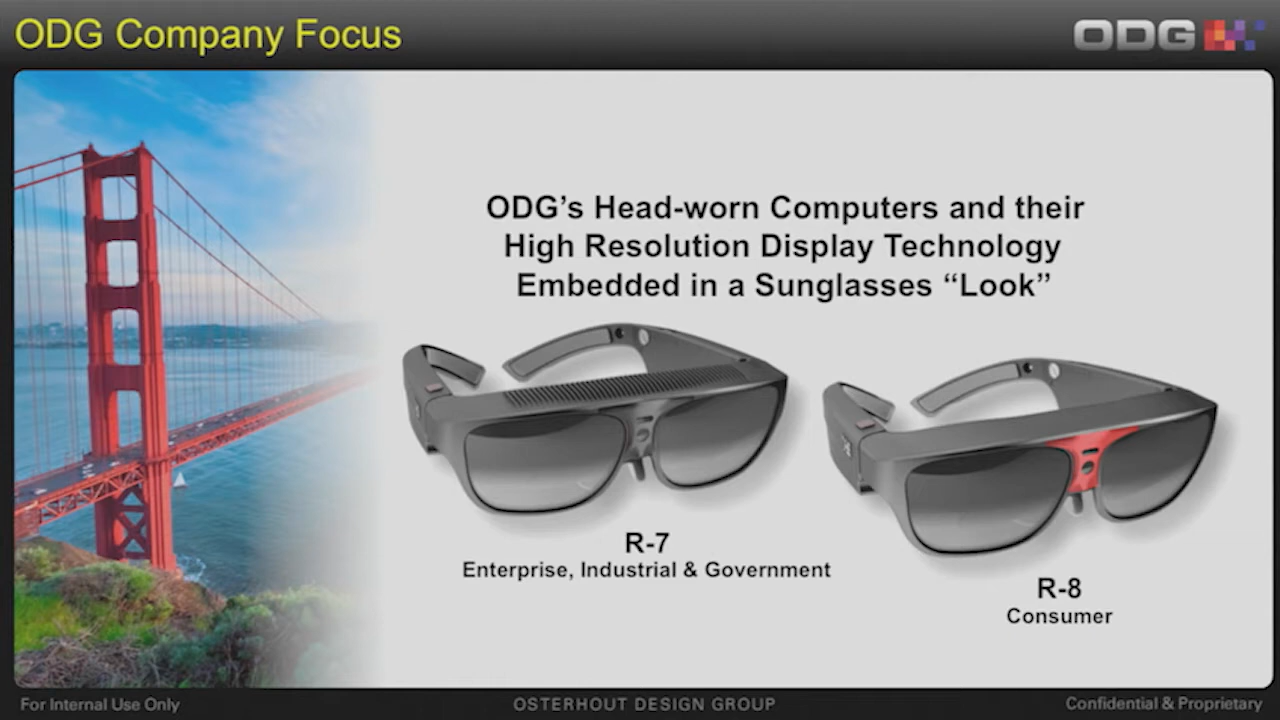 ODG Company Focus
ODG
ODG’s Head-worn Computers and their
High Resolution Display Technology
Embedded in a Sunglasses “Look”
R-7
Enterprise, Industrial & Government
R-8
Consumer
For Internal Use Only
OSTERHOUT DESIGN GROUP
Confidential & Proprietary